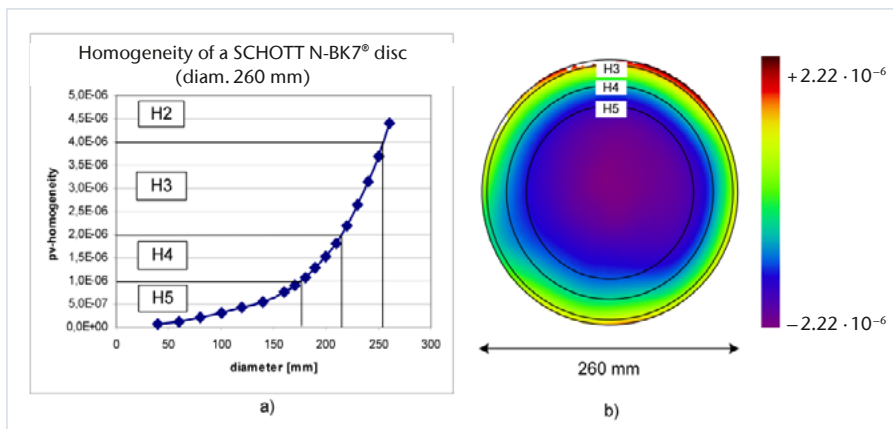 Homogeneity of a SCHOTT N-BK7® disc
(diam. 260 mm)
pv-homogeneity
5,0E-06
4,5E-06
4,0E-06
3,5E-06
3,0E-06
2,5E-06
2,0E-06
1,5E-06
1,0E-06
5,0E-07
0,0E+00
H2
H3
H4
H5
0 50 100 150 200 250 300
diameter [mm]
a)
H3
H4
H5
260 mm
b)
+2.22 · 10⁻⁶
−2.22 · 10⁻⁶